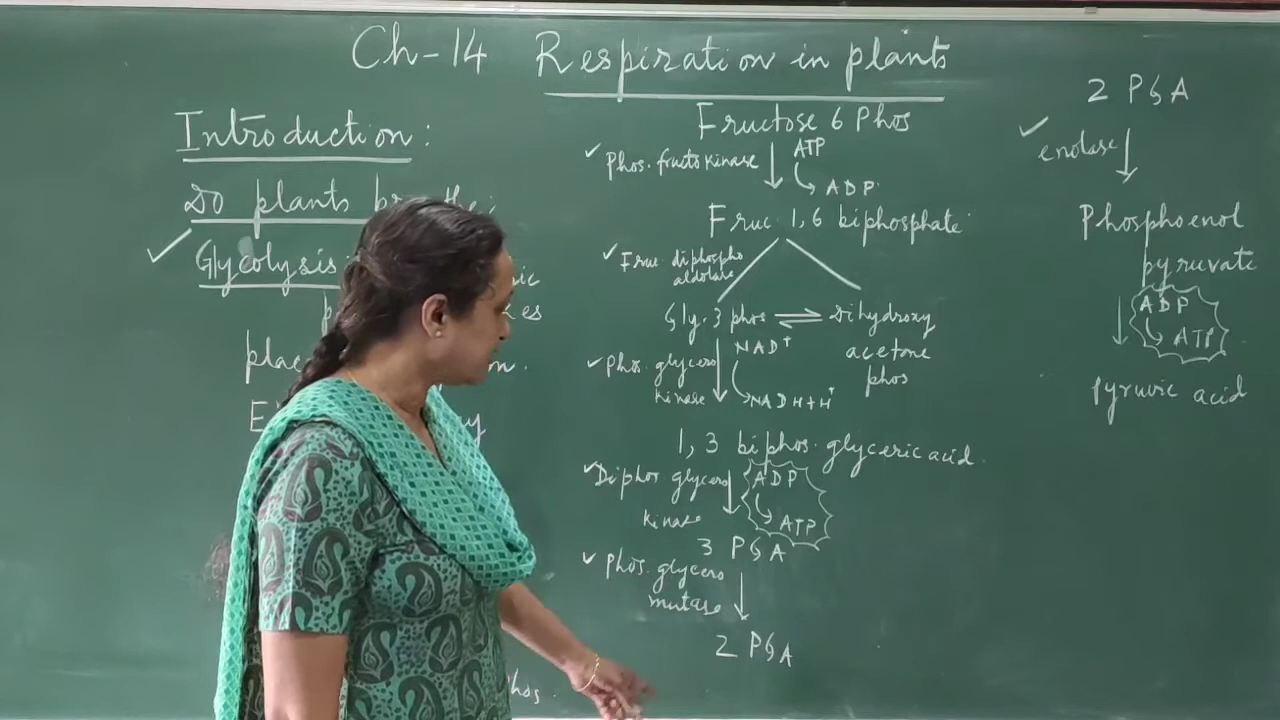 Ch-14 Respiration in plants
Introduction:
Do plants breathe
✓ Glycolysis:
place
Fructose 6 Phos
✓ Phos. fructokinase ↓ ATP
ADP
Fruc. 1,6 biphosphate
✓ Fruc. diphospho
aldolase
Gly. 3 phos ⇌ Dihydroxy
acetone
phos
✓ Phos. glycero
kinase ↓ NAD+
NADH+H+
1, 3 biphos. glyceric acid.
✓ Diphos glycero
kinase ↓ ADP
ATP
3 PGA
✓ Phos. glycero
mutase ↓
2 PGA
phos.
2 PGA
✓ enolase ↓
Phosphoenol
pyruvate
↓ ADP
ATP
Pyruvic acid